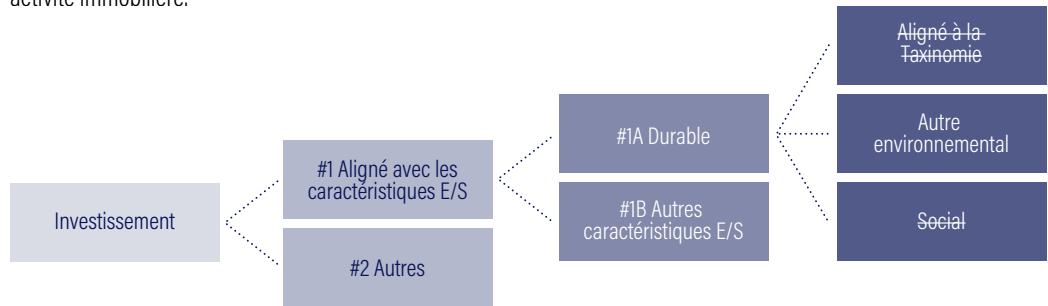 activité immobilière.
Aligné à la
Taxinomie
#1A Durable
Autre
environnemental
#1 Aligné avec les
caractéristiques E/S
Investissement
#1B Autres
caractéristiques E/S
Social
#2 Autres